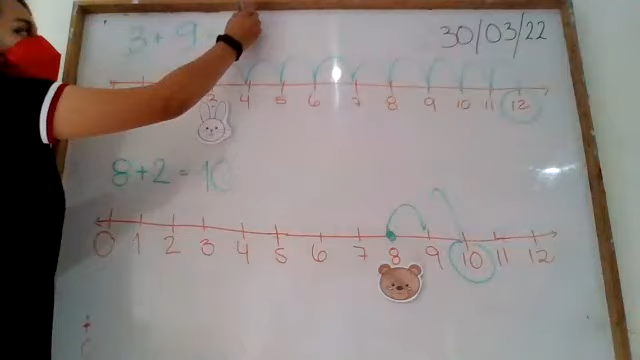 30/03/22
3 + 9
4 5 6 7 8 9 10 11 12
8 + 2 = 10
0 1 2 3 4 5 6 7 8 9 10 11 12